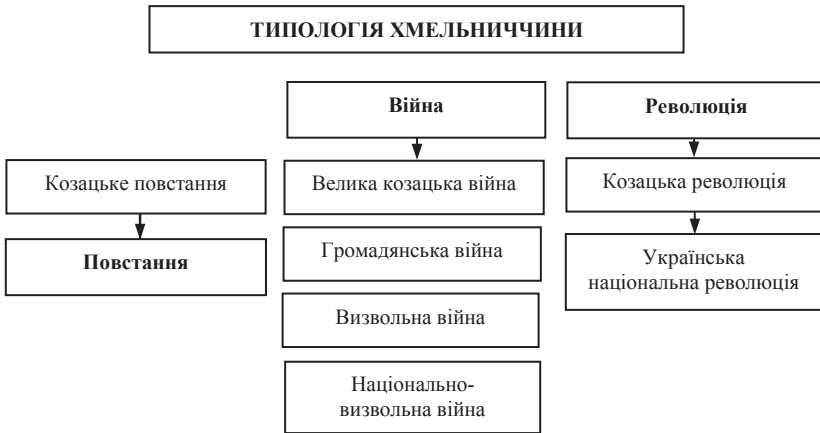 ТИПОЛОГІЯ ХМЕЛЬНИЧЧИНИ
Козацьке повстання
Повстання
Війна
Велика козацька війна
Громадянська війна
Визвольна війна
Національно-
визвольна війна
Революція
Козацька революція
Українська
національна революція